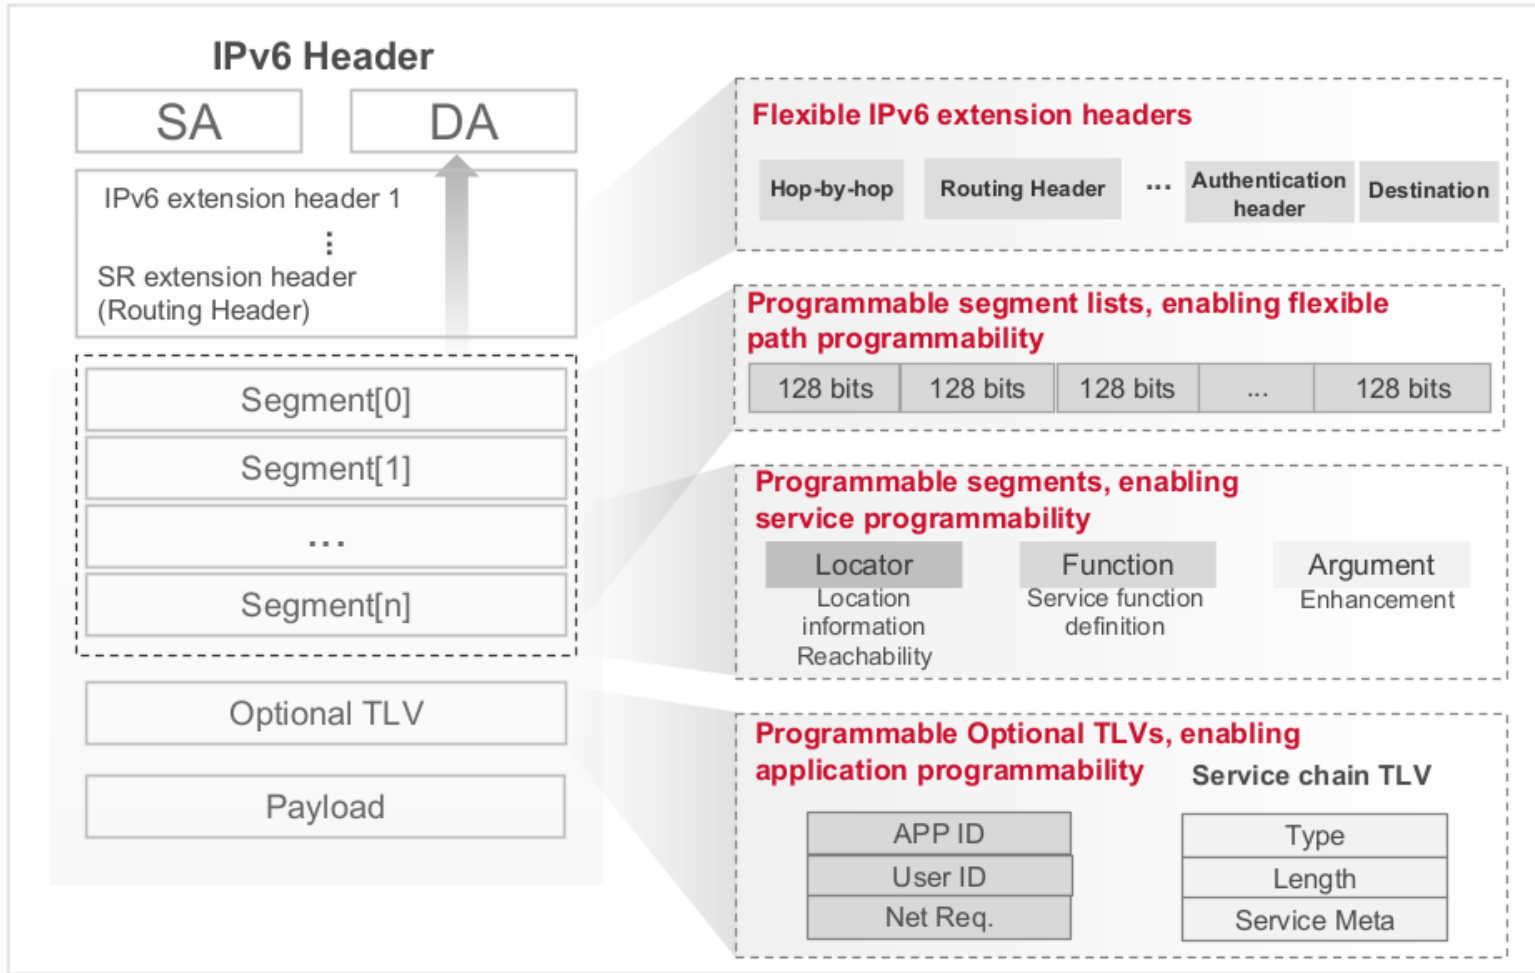 IPv6 Header
SA
DA
IPv6 extension header 1
⋮
SR extension header
(Routing Header)
Segment[0]
Segment[1]
...
Segment[n]
Optional TLV
Payload
Flexible IPv6 extension headers
Hop-by-hop
Routing Header
...
Authentication
header
Destination
Programmable segment lists, enabling flexible
path programmability
128 bits
128 bits
128 bits
...
128 bits
Programmable segments, enabling
service programmability
Locator
Location
information
Reachability
Function
Service function
definition
Argument
Enhancement
Programmable Optional TLVs, enabling
application programmability
APP ID
User ID
Net Req.
Service chain TLV
Type
Length
Service Meta